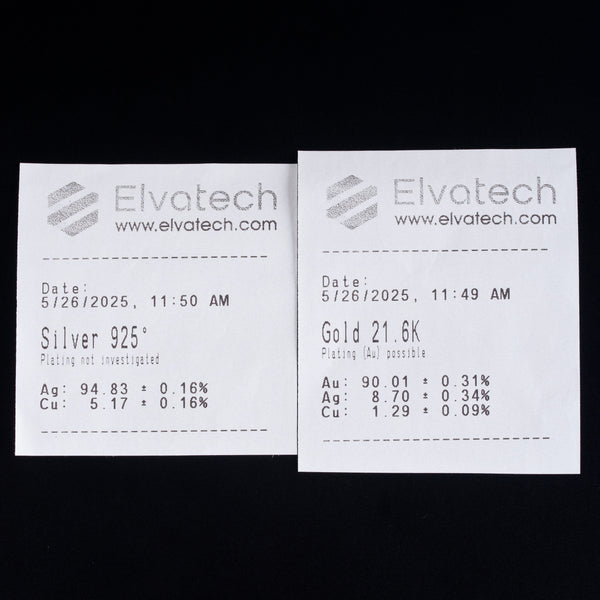 Elvatech
www.elvatech.com
Date:
5/26/2025, 11:50 AM
Silver 925°
Plating not investigated
Ag: 94.83 ± 0.16%
Cu: 5.17 ± 0.16%
Elvatech
www.elvatech.com
Date:
5/26/2025, 11:49 AM
Gold 21.6K
Plating (Au) possible
Au: 90.01 ± 0.31%
Ag: 8.70 ± 0.34%
Cu: 1.29 ± 0.09%